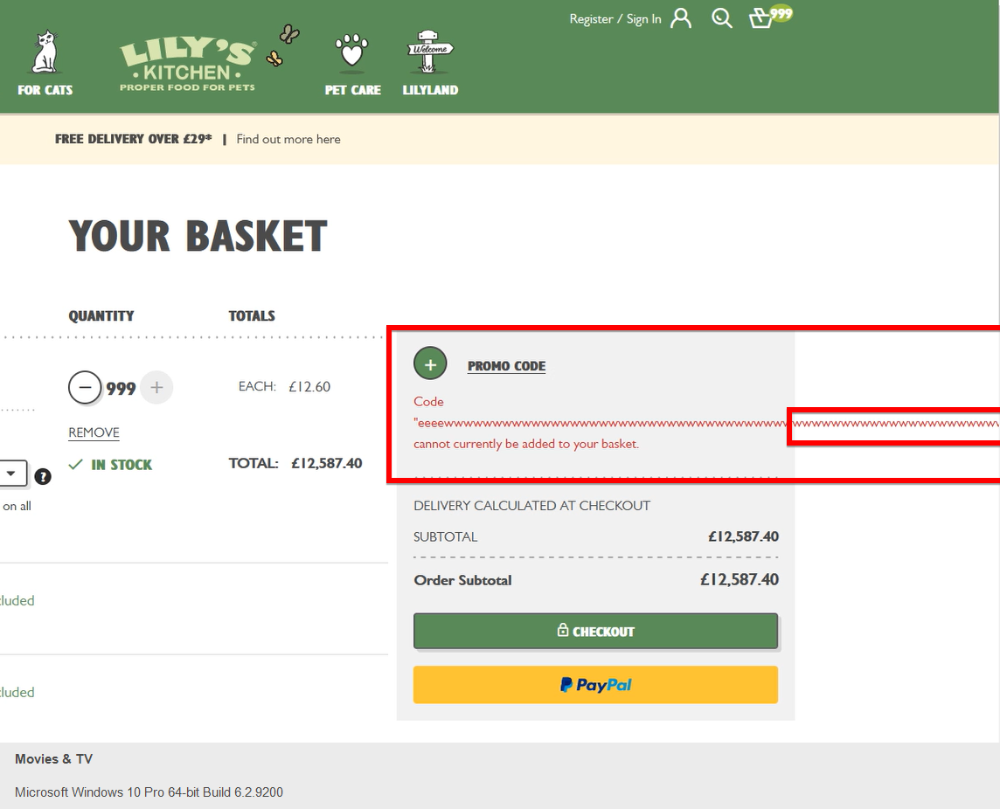 Register / Sign In
999
Welcome
LILY'S
KITCHEN
PROPER FOOD FOR PETS
FOR CATS
PET CARE
LILYLAND
FREE DELIVERY OVER £29* | Find out more here
YOUR BASKET
QUANTITY
TOTALS
− 999 +
EACH: £12.60
REMOVE
IN STOCK
TOTAL: £12,587.40
?
on all
cluded
cluded
+ PROMO CODE
Code
cannot currently be added to your basket.
DELIVERY CALCULATED AT CHECKOUT
SUBTOTAL £12,587.40
Order Subtotal £12,587.40
CHECKOUT
PayPal
Movies & TV
Microsoft Windows 10 Pro 64-bit Build 6.2.9200